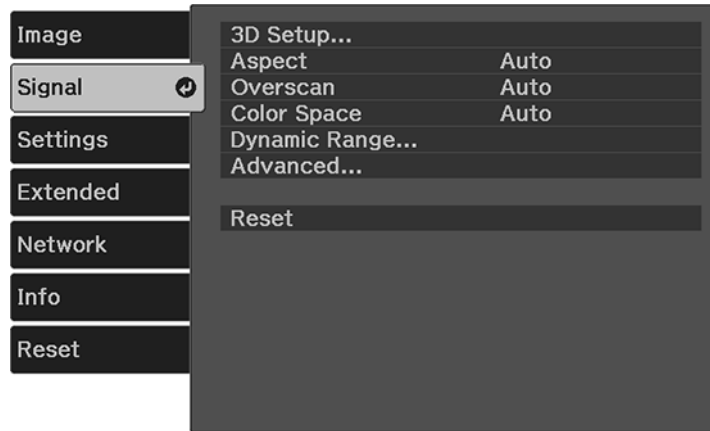 Image
Signal
Settings
Extended
Network
Info
Reset
3D Setup...
Aspect Auto
Overscan Auto
Color Space Auto
Dynamic Range...
Advanced...
Reset